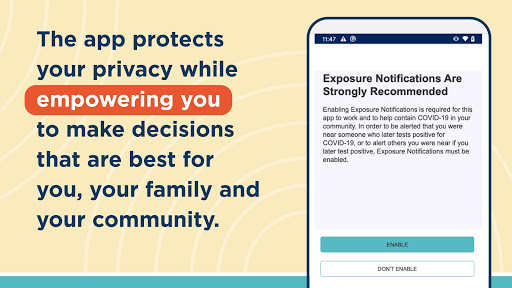 The app protects
your privacy while
empowering you
to make decisions
that are best for
you, your family and
your community.
11:47
Exposure Notifications Are
Strongly Recommended
Enabling Exposure Notifications is required for this
app to work and to help contain COVID-19 in your
community. In order to be alerted that you were
near someone who later tests positive for
COVID-19, or to alert others you were near if you
later test positive, Exposure Notifications must be
enabled.
ENABLE
DON'T ENABLE